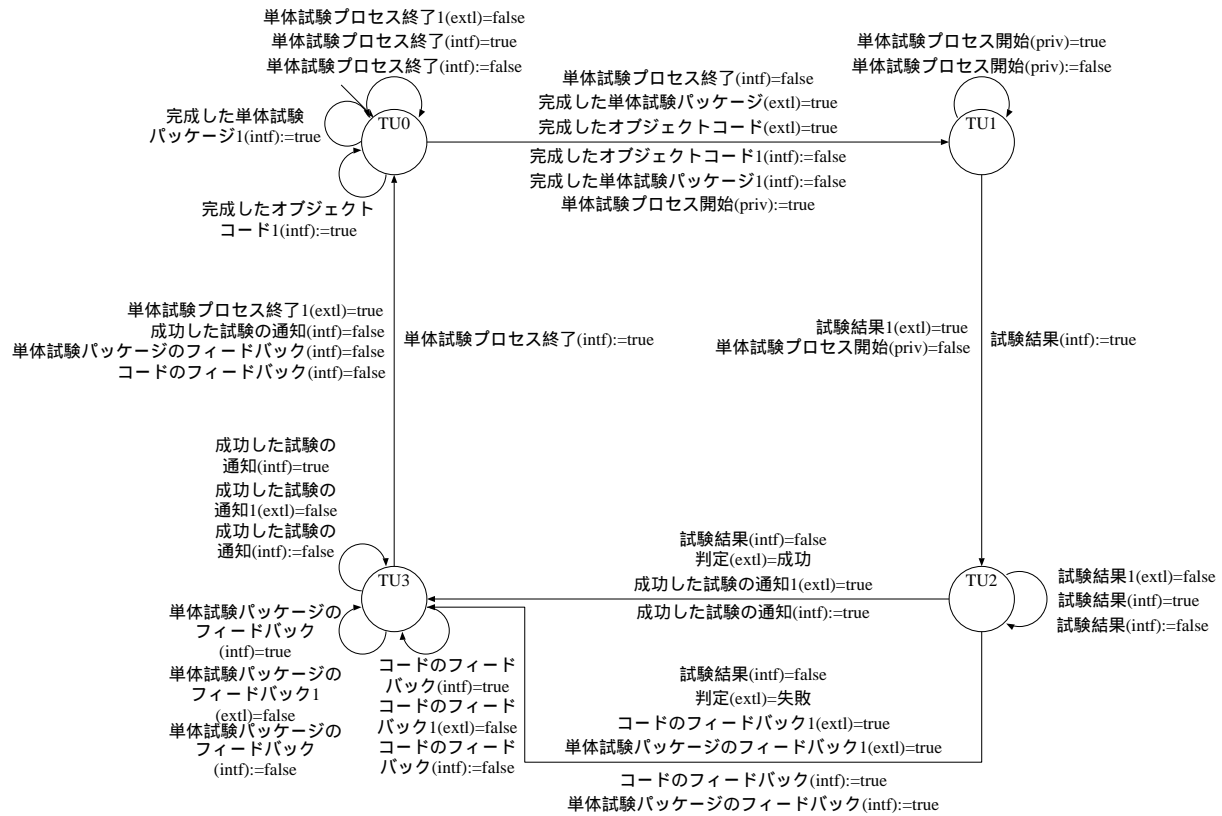 単体試験プロセス終了1(extl)=false
単体試験プロセス終了(intf)=true
単体試験プロセス終了(intf):=false
単体試験プロセス開始(priv)=true
単体試験プロセス開始(priv):=false
完成した単体試験
パッケージ1(intf):=true
TU0
単体試験プロセス終了(intf)=false
完成した単体試験パッケージ(extl)=true
完成したオブジェクトコード(extl)=true
完成したオブジェクトコード1(intf):=false
完成した単体試験パッケージ1(intf):=false
単体試験プロセス開始(priv):=true
TU1
完成したオブジェクト
コード1(intf):=true
単体試験プロセス終了1(extl)=true
成功した試験の通知(intf)=false
単体試験パッケージのフィードバック(intf)=false
コードのフィードバック(intf)=false
単体試験プロセス終了(intf):=true
試験結果1(extl)=true
単体試験プロセス開始(priv)=false
試験結果(intf):=true
成功した試験の
通知(intf)=true
成功した試験の
通知1(extl)=false
成功した試験の
通知(intf):=false
TU3
試験結果(intf)=false
判定(extl)=成功
成功した試験の通知1(extl)=true
成功した試験の通知(intf):=true
TU2
試験結果1(extl)=false
試験結果(intf)=true
試験結果(intf):=false
単体試験パッケージの
フィードバック
(intf)=true
単体試験パッケージの
フィードバック1
(extl)=false
単体試験パッケージの
フィードバック
(intf):=false
コードのフィード
バック(intf)=true
コードのフィード
バック1(extl)=false
コードのフィード
バック(intf):=false
試験結果(intf)=false
判定(extl)=失敗
コードのフィードバック1(extl)=true
単体試験パッケージのフィードバック1(extl)=true
コードのフィードバック(intf):=true
単体試験パッケージのフィードバック(intf):=true